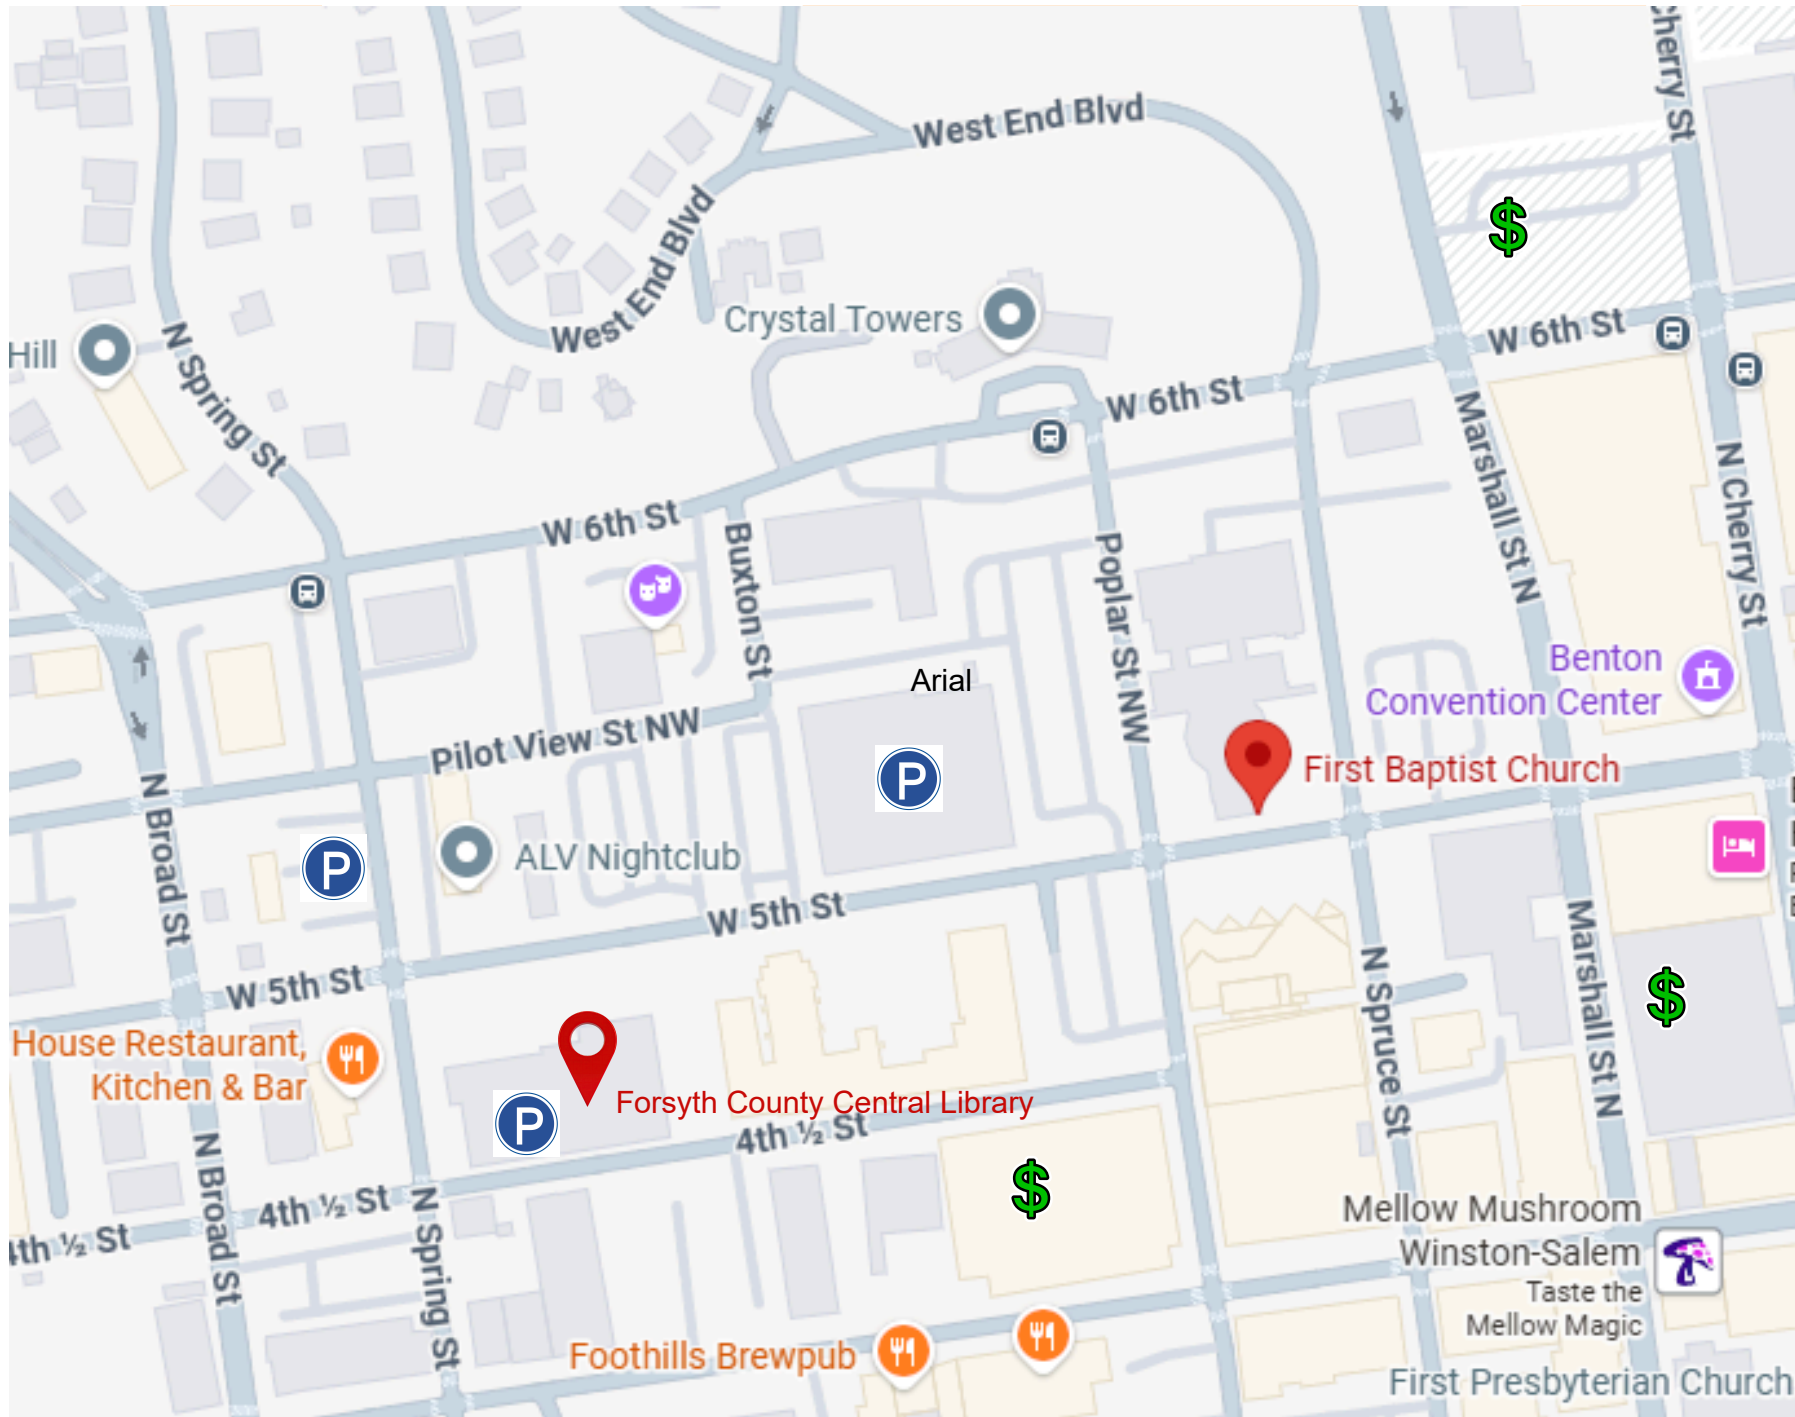 Cherry St
West End Blvd
$
West End Blvd
Crystal Towers
W 6th St
Hill
N Spring St
W 6th St
Marshall St N
N Cherry St
W 6th St
Buxton St
Poplar St NW
Benton
Convention Center
Arial
Pilot View St NW
P
First Baptist Church
N Broad St
P
ALV Nightclub
W 5th St
Marshall St N
W 5th St
N Spruce St
$
House Restaurant,
Kitchen & Bar
P
Forsyth County Central Library
4th ½ St
N Broad St
4th ½ St
4th ½ St
N Spring St
$
Mellow Mushroom
Winston-Salem
Taste the
Mellow Magic
Foothills Brewpub
First Presbyterian Church